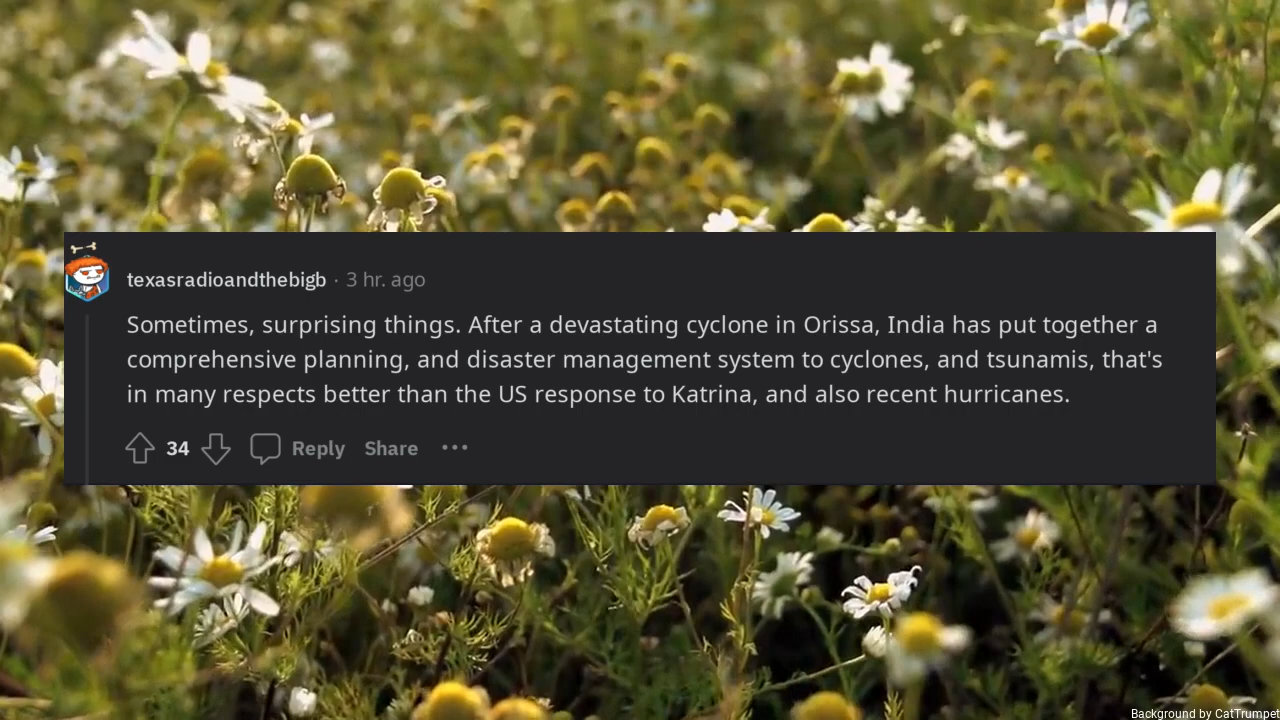 texasradioandthebigb · 3 hr. ago
Sometimes, surprising things. After a devastating cyclone in Orissa, India has put together a
comprehensive planning, and disaster management system to cyclones, and tsunamis, that's
in many respects better than the US response to Katrina, and also recent hurricanes.
34 Reply Share ···
Background by CatTrumpet